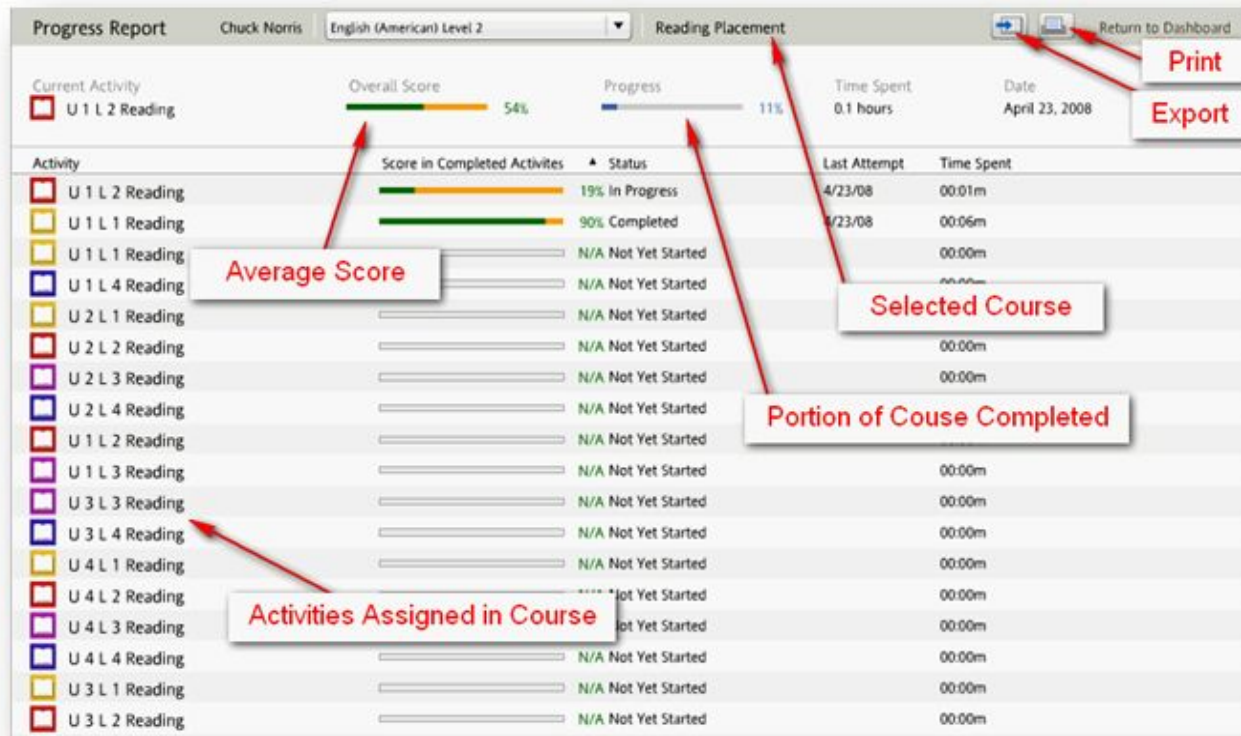 Progress Report Chuck Norris English (American) Level 2 Reading Placement Return to Dashboard
Print
Current Activity Overall Score Progress Time Spent Date
U 1 L 2 Reading 54% 11% 0.1 hours April 23, 2008
Export
Activity Score in Completed Activites Status Last Attempt Time Spent
U 1 L 2 Reading 19% In Progress 4/23/08 00:01m
U 1 L 1 Reading 90% Completed 4/23/08 00:06m
U 1 L 1 Reading N/A Not Yet Started 00:00m
Average Score
U 1 L 4 Reading N/A Not Yet Started
Selected Course
U 2 L 1 Reading N/A Not Yet Started
U 2 L 2 Reading N/A Not Yet Started 00:00m
U 2 L 3 Reading N/A Not Yet Started 00:00m
U 2 L 4 Reading N/A Not Yet Started
Portion of Couse Completed
U 1 L 2 Reading N/A Not Yet Started
U 1 L 3 Reading N/A Not Yet Started 00:00m
U 3 L 3 Reading N/A Not Yet Started 00:00m
U 3 L 4 Reading N/A Not Yet Started 00:00m
U 4 L 1 Reading N/A Not Yet Started 00:00m
U 4 L 2 Reading Not Yet Started 00:00m
Activities Assigned in Course
U 4 L 3 Reading Not Yet Started 00:00m
U 4 L 4 Reading N/A Not Yet Started 00:00m
U 3 L 1 Reading N/A Not Yet Started 00:00m
U 3 L 2 Reading N/A Not Yet Started 00:00m